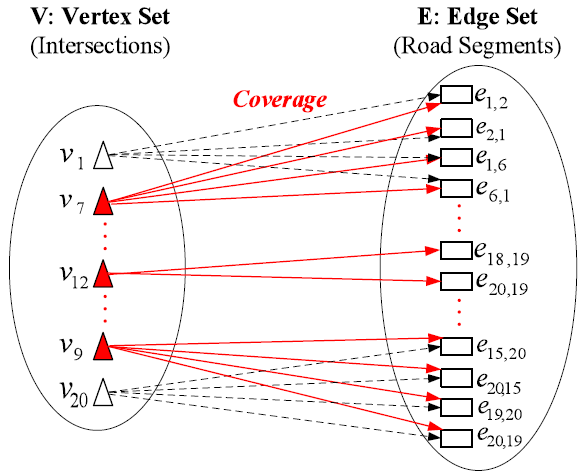 V: Vertex Set
(Intersections)
E: Edge Set
(Road Segments)
Coverage
v1
v7
v12
v9
v20
e1,2
e2,1
e1,6
e6,1
e18,19
e20,19
e15,20
e20,15
e19,20
e20,19